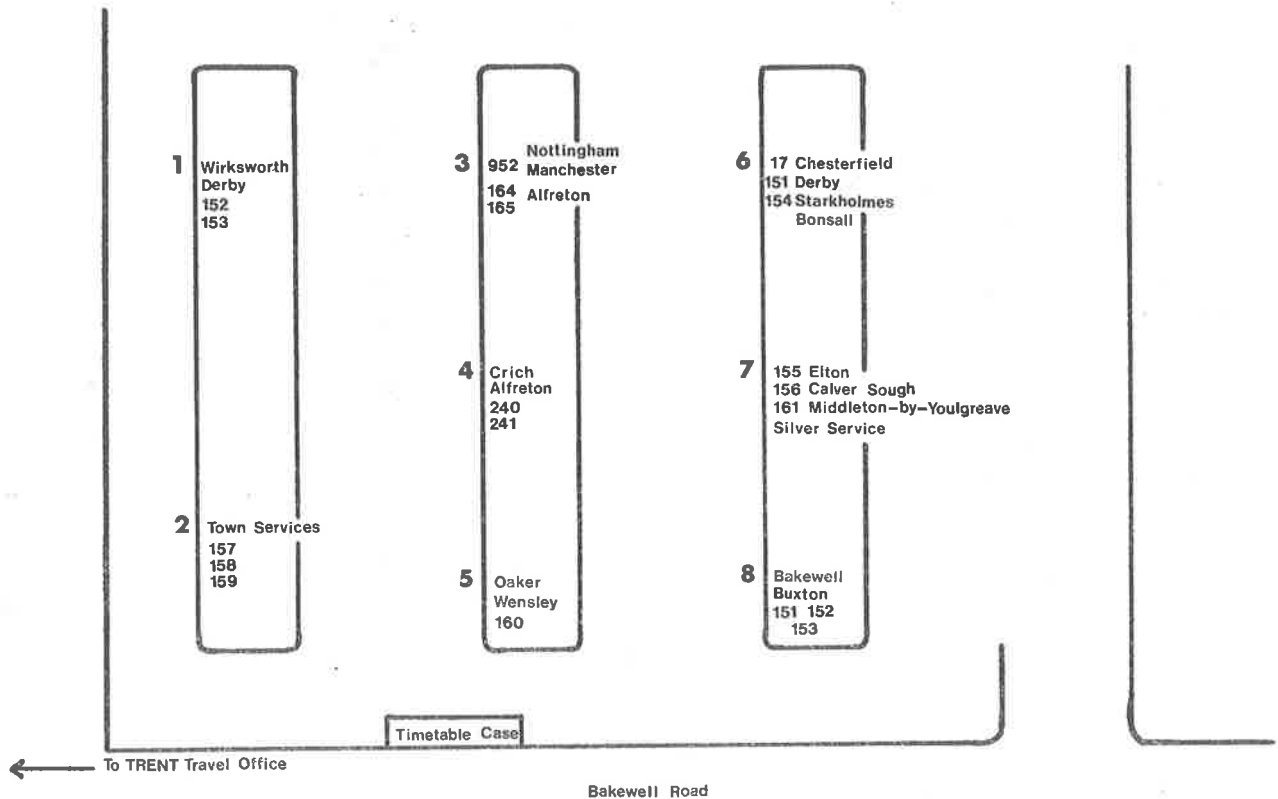 1 Wirksworth
Derby
152
153
2 Town Services
157
158
159
3 952 Nottingham
Manchester
164
165 Alfreton
4 Crich
Alfreton
240
241
5 Oaker
Wensley
160
6 17 Chesterfield
151 Derby
154 Starkholmes
Bonsall
7 155 Elton
156 Calver Sough
161 Middleton-by-Youlgreave
Silver Service
8 Bakewell
Buxton
151 152
153
Timetable Case
To TRENT Travel Office
Bakewell Road